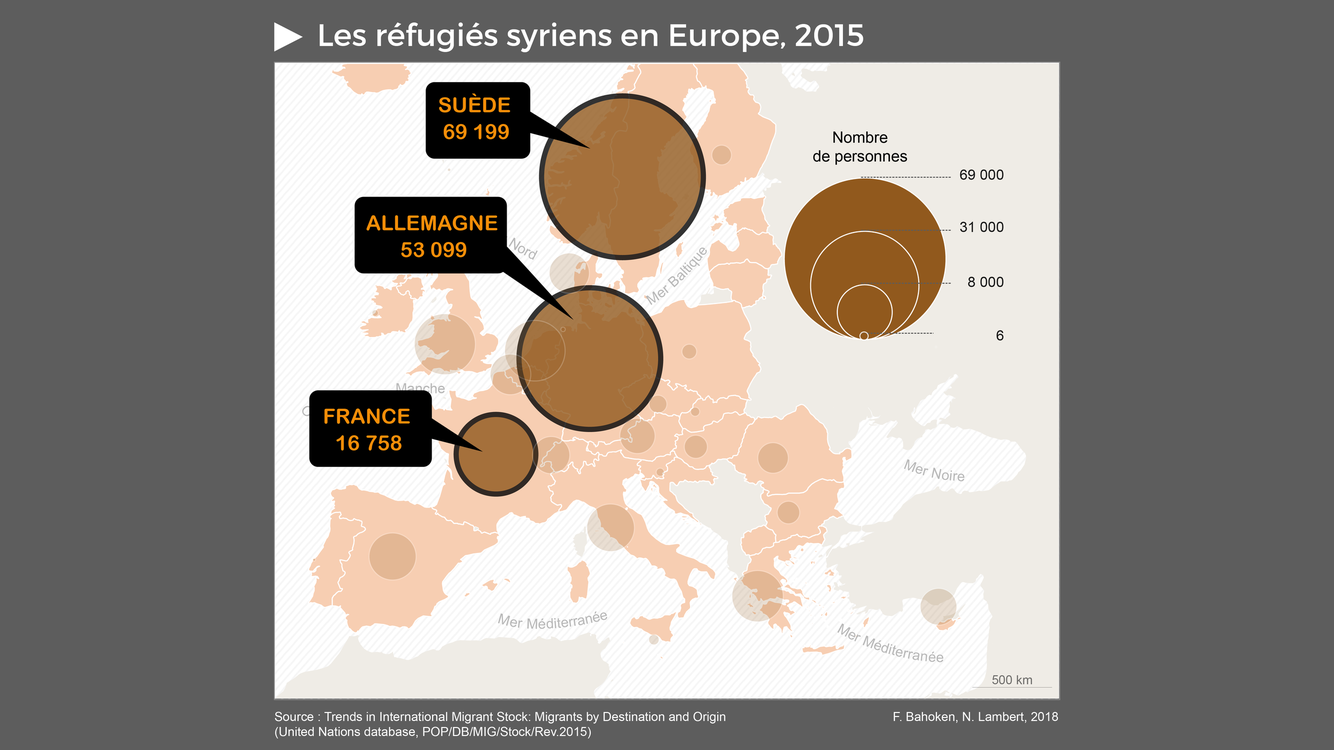 Les réfugiés syriens en Europe, 2015
SUÈDE
69 199
Nombre
de personnes
69 000
31 000
8 000
6
ALLEMAGNE
53 099
Nord
Mer Baltique
Manche
FRANCE
16 758
Mer Noire
Mer Méditerranée
Mer Méditerranée
500 km
Source : Trends in International Migrant Stock: Migrants by Destination and Origin
(United Nations database, POP/DB/MIG/Stock/Rev.2015)
F. Bahoken, N. Lambert, 2018